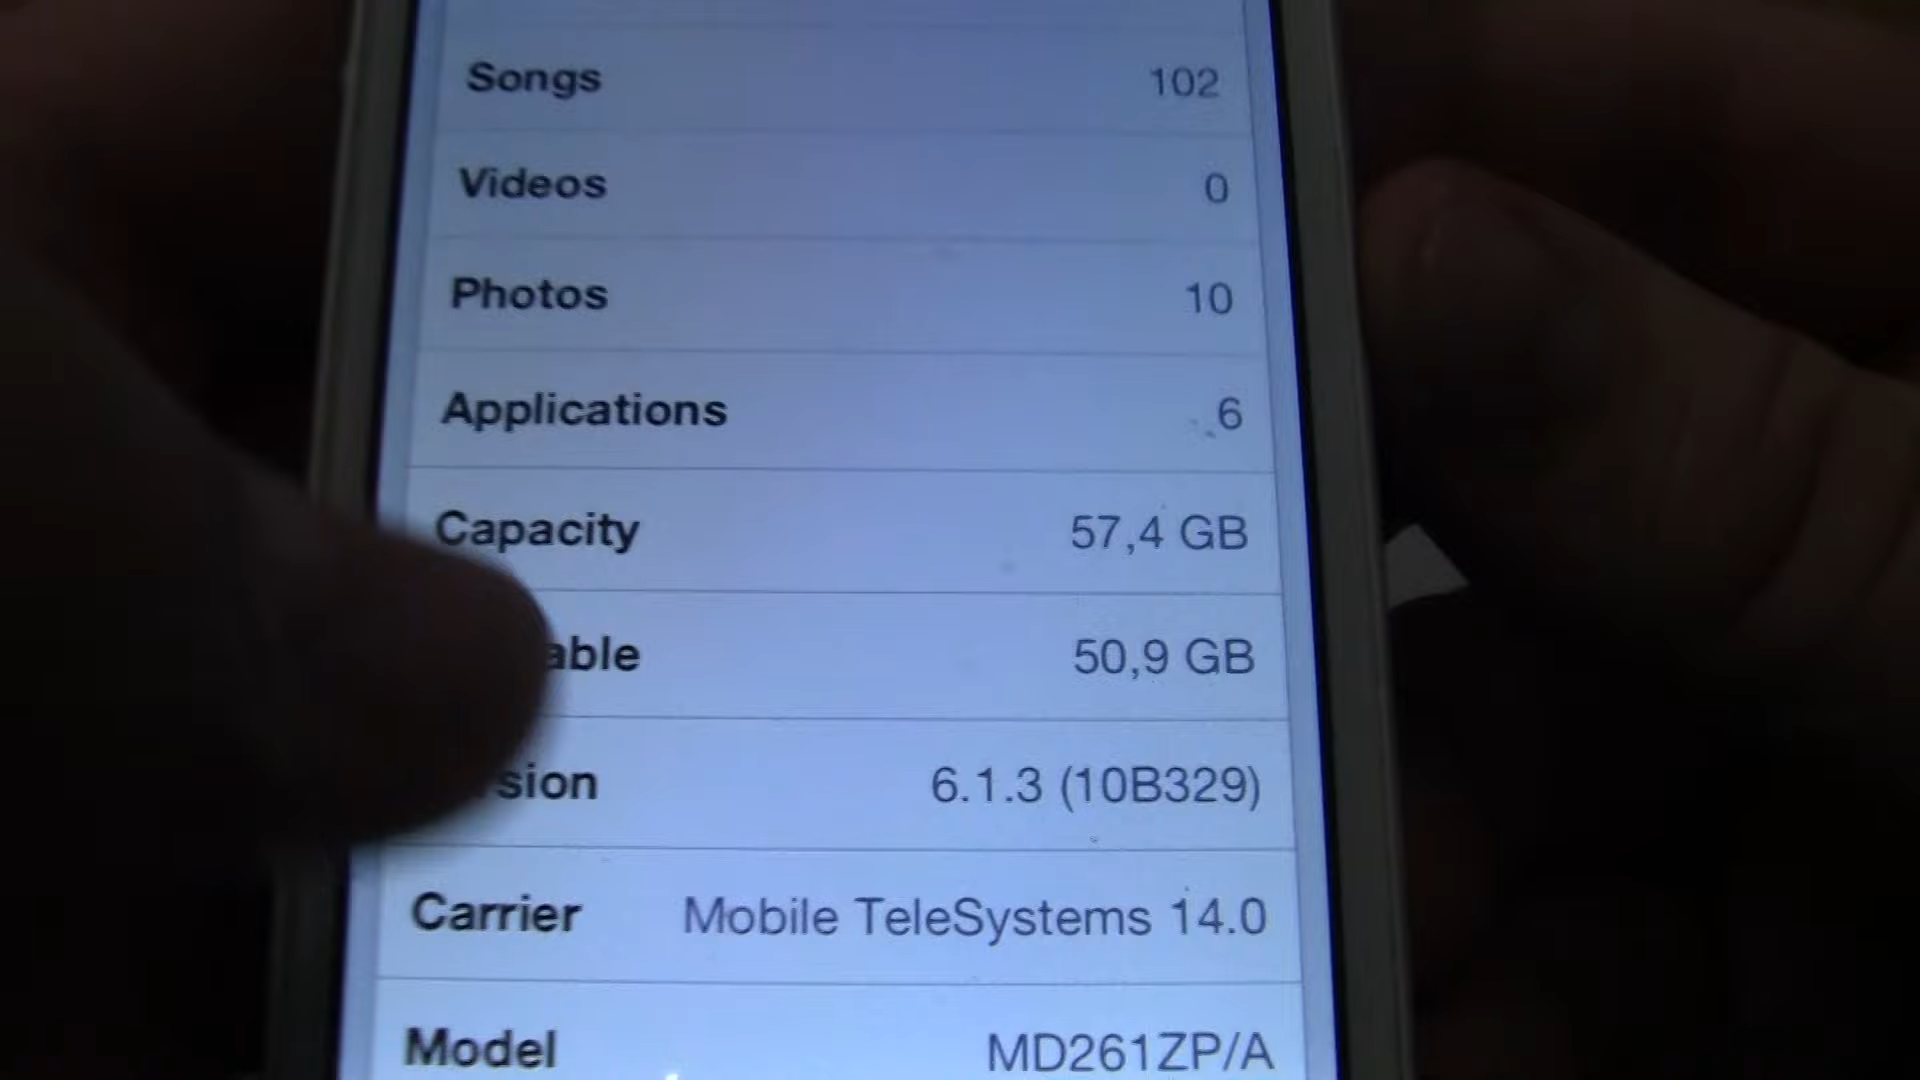 Songs 102
Videos 0
Photos 10
Applications 6
Capacity 57,4 GB
able 50,9 GB
sion 6.1.3 (10B329)
Carrier Mobile TeleSystems 14.0
Model MD261ZP/A